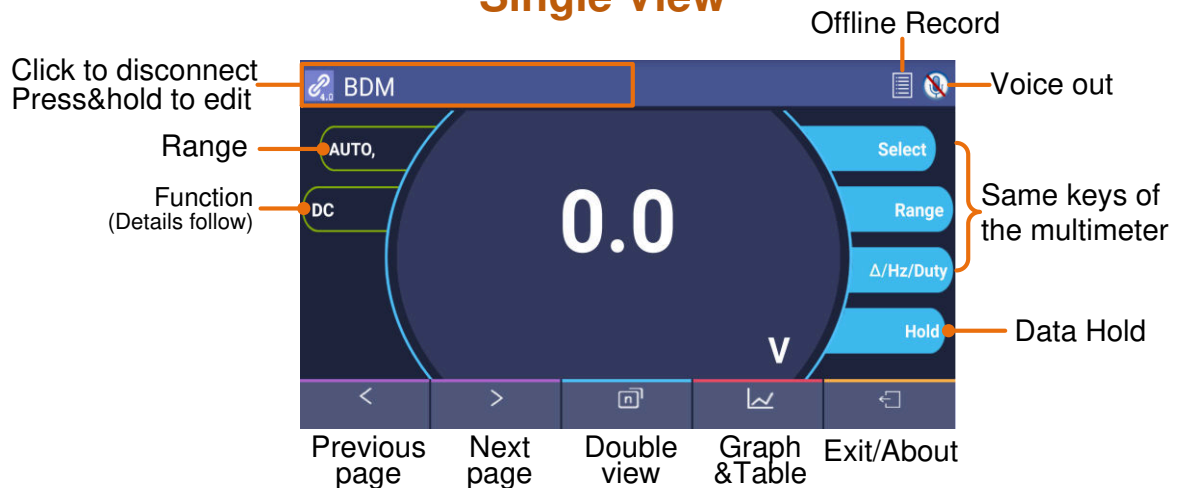 Single View
Offline Record
Click to disconnect
Press&hold to edit
4.0
BDM
Voice out
Range
AUTO,
Select
Same keys of
the multimeter
Function
(Details follow)
DC
0.0
Range
Δ/Hz/Duty
V
Hold
Data Hold
<
>
n
Previous
page
Next
page
Double
view
Graph
&Table
Exit/About